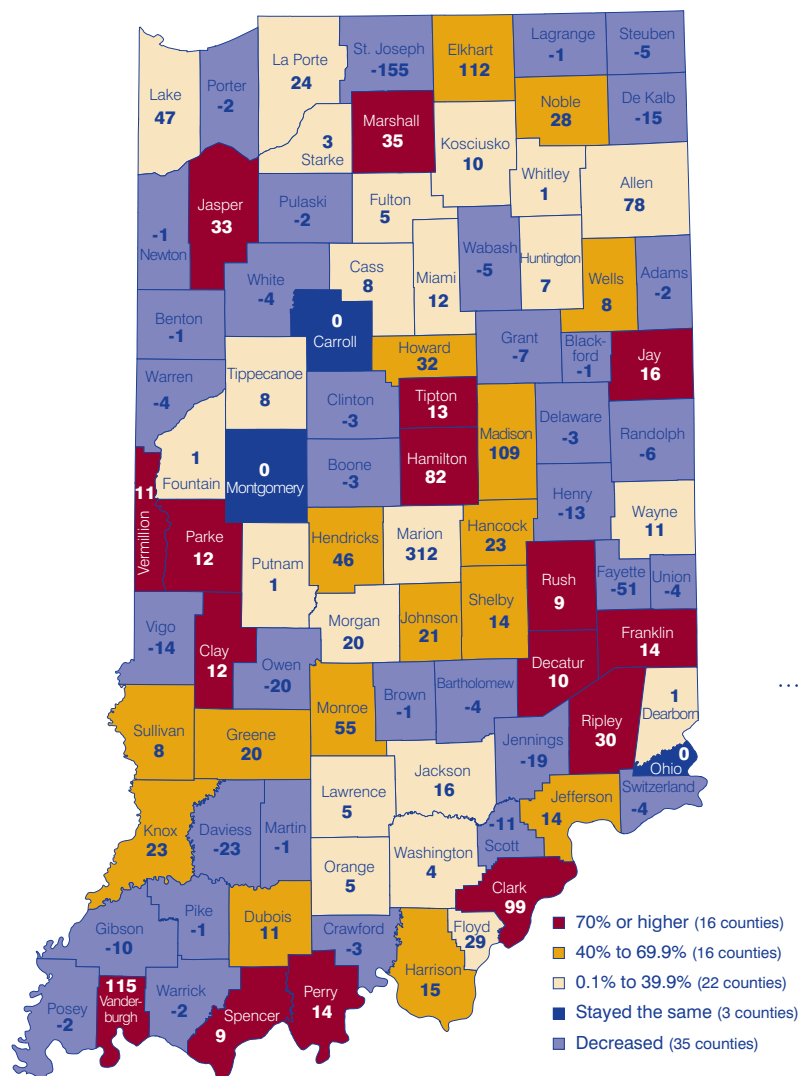 Lake
47
Porter
-2
La Porte
24
St. Joseph
-155
Elkhart
112
Lagrange
-1
Steuben
-5
3
Starke
Marshall
35
Kosciusko
10
Noble
28
De Kalb
-15
Whitley
1
Allen
78
-1
Newton
Jasper
33
Pulaski
-2
Fulton
5
White
-4
Cass
8
Miami
12
Wabash
-5
Huntington
7
Wells
8
Adams
-2
Benton
-1
0
Carroll
Howard
32
Grant
-7
Black-
ford
-1
Jay
16
Warren
-4
Tippecanoe
8
Clinton
-3
Tipton
13
Madison
109
Delaware
-3
Randolph
-6
1
Fountain
0
Montgomery
Boone
-3
Hamilton
82
Henry
-13
Wayne
11
11
Vermillion
Parke
12
Putnam
1
Hendricks
46
Marion
312
Hancock
23
Rush
9
Fayette
-51
Union
-4
Vigo
-14
Clay
12
Owen
-20
Morgan
20
Johnson
21
Shelby
14
Decatur
10
Franklin
14
Sullivan
8
Greene
20
Monroe
55
Brown
-1
Bartholomew
-4
Jennings
-19
Ripley
30
1
Dearborn
0
Ohio
...
Knox
23
Daviess
-23
Martin
-1
Lawrence
5
Jackson
16
Jefferson
14
Switzerland
-4
Orange
5
Washington
4
-11
Scott
Clark
99
Gibson
-10
Pike
-1
Dubois
11
Crawford
-3
Harrison
15
Floyd
29
Posey
-2
115
Vander-
burgh
Warrick
-2
Spencer
9
Perry
14
70% or higher (16 counties)
40% to 69.9% (16 counties)
0.1% to 39.9% (22 counties)
Stayed the same (3 counties)
Decreased (35 counties)